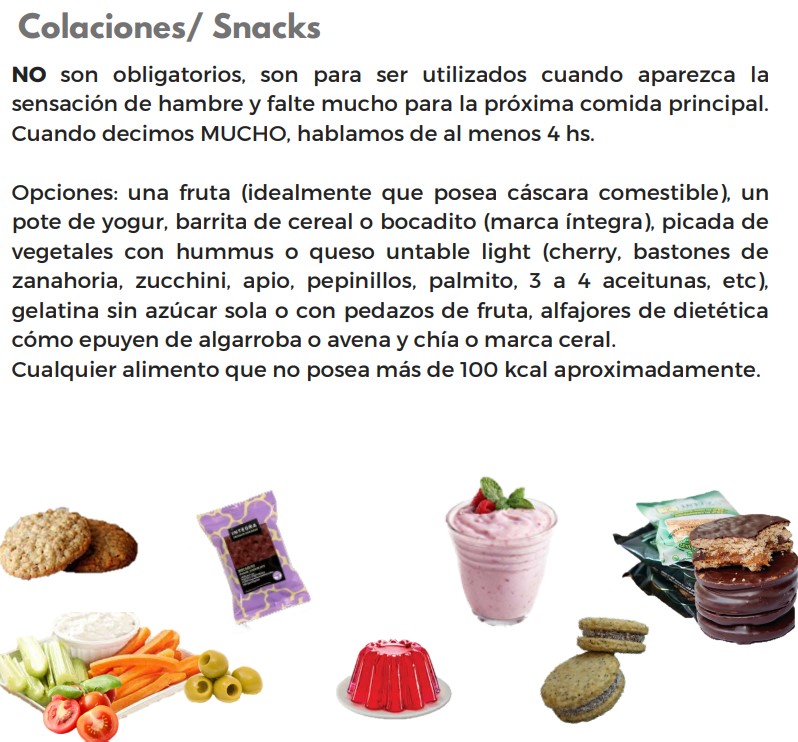 Colaciones/ Snacks
NO son obligatorios, son para ser utilizados cuando aparezca la
sensación de hambre y falte mucho para la próxima comida principal.
Cuando decimos MUCHO, hablamos de al menos 4 hs.
Opciones: una fruta (idealmente que posea cáscara comestible), un
pote de yogur, barrita de cereal o bocadito (marca íntegra), picada de
vegetales con hummus o queso untable light (cherry, bastones de
zanahoria, zucchini, apio, pepinillos, palmito, 3 a 4 aceitunas, etc),
gelatina sin azúcar sola o con pedazos de fruta, alfajores de dietética
cómo epuyen de algarroba o avena y chía o marca ceral.
Cualquier alimento que no posea más de 100 kcal aproximadamente.
INTEGRA